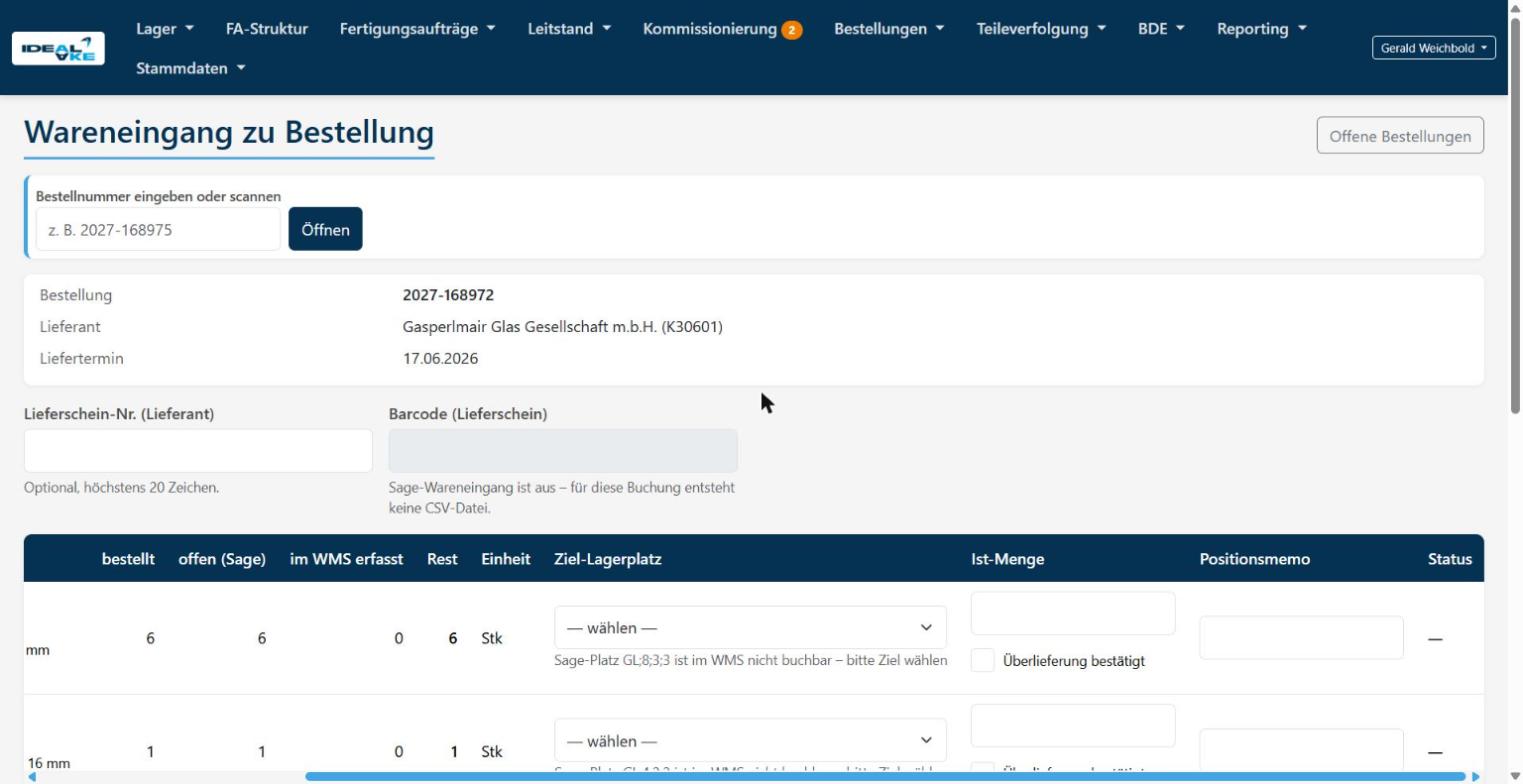 Lager FA-Struktur Fertigungsaufträge Leitstand Kommissionierung 2 Bestellungen Teileverfolgung BDE Reporting
IDEAL AKE
Gerald Weichbold
Stammdaten
Wareneingang zu Bestellung
Offene Bestellungen
Bestellnummer eingeben oder scannen
z. B. 2027-168975 Öffnen
Bestellung 2027-168972
Lieferant Gasperlmair Glas Gesellschaft m.b.H. (K30601)
Liefertermin 17.06.2026
Lieferschein-Nr. (Lieferant) Barcode (Lieferschein)
Optional, höchstens 20 Zeichen. Sage-Wareneingang ist aus – für diese Buchung entsteht
keine CSV-Datei.
bestellt offen (Sage) im WMS erfasst Rest Einheit Ziel-Lagerplatz Ist-Menge Positionsmemo Status
mm 6 6 0 6 Stk — wählen — —
Sage-Platz GL;8;3;3 ist im WMS nicht buchbar – bitte Ziel wählen Überlieferung bestätigt
16 mm 1 1 0 1 Stk — wählen — —